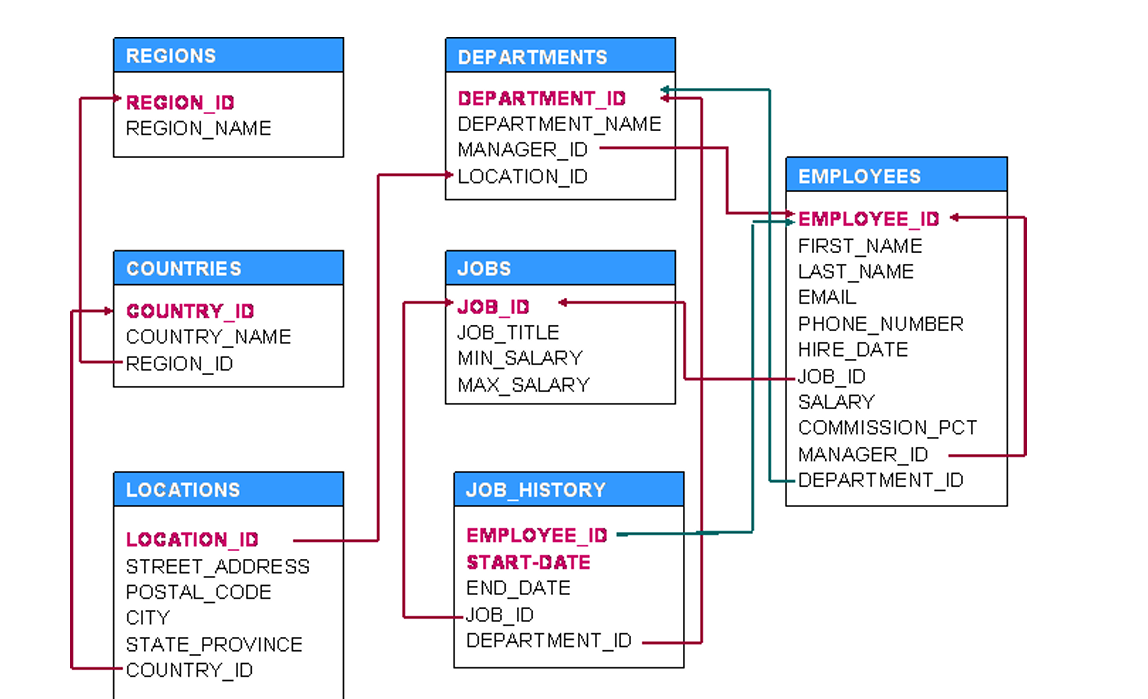 REGIONS
REGION_ID
REGION_NAME
DEPARTMENTS
DEPARTMENT_ID
DEPARTMENT_NAME
MANAGER_ID
LOCATION_ID
EMPLOYEES
EMPLOYEE_ID
FIRST_NAME
LAST_NAME
EMAIL
PHONE_NUMBER
HIRE_DATE
JOB_ID
SALARY
COMMISSION_PCT
MANAGER_ID
DEPARTMENT_ID
COUNTRIES
COUNTRY_ID
COUNTRY_NAME
REGION_ID
JOBS
JOB_ID
JOB_TITLE
MIN_SALARY
MAX_SALARY
LOCATIONS
LOCATION_ID
STREET_ADDRESS
POSTAL_CODE
CITY
STATE_PROVINCE
COUNTRY_ID
JOB_HISTORY
EMPLOYEE_ID
START-DATE
END_DATE
JOB_ID
DEPARTMENT_ID